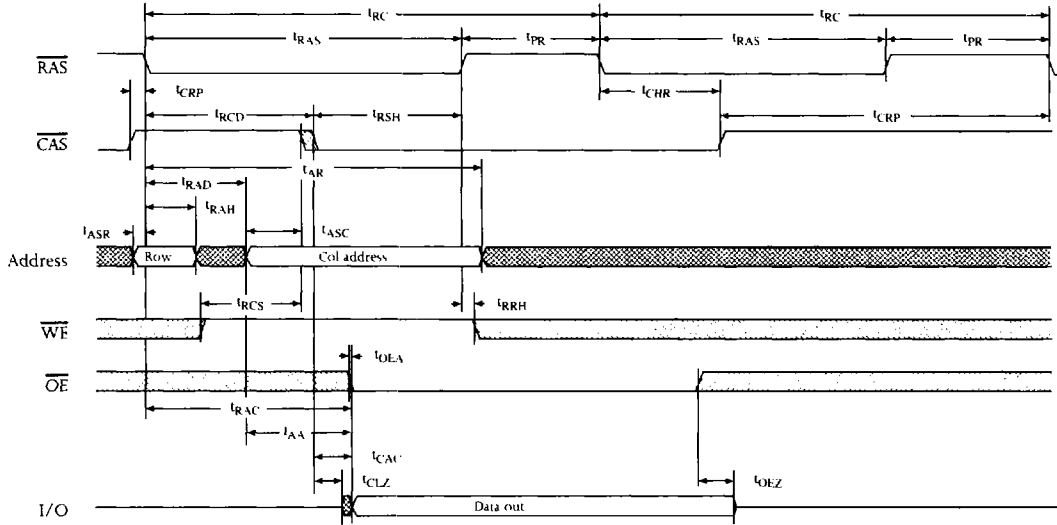 tRC tRC
tRAS tPR tRAS tPR
RAS
tCRP tCHR
tRCD tRSH tCRP
CAS
tAR
tRAD
tRAH
tASR tASC
Address Row Col address
tRCS tRRH
WE
tOEA
OE
tRAC
tAA
tCAC
tCLZ tOEZ
I/O Data out